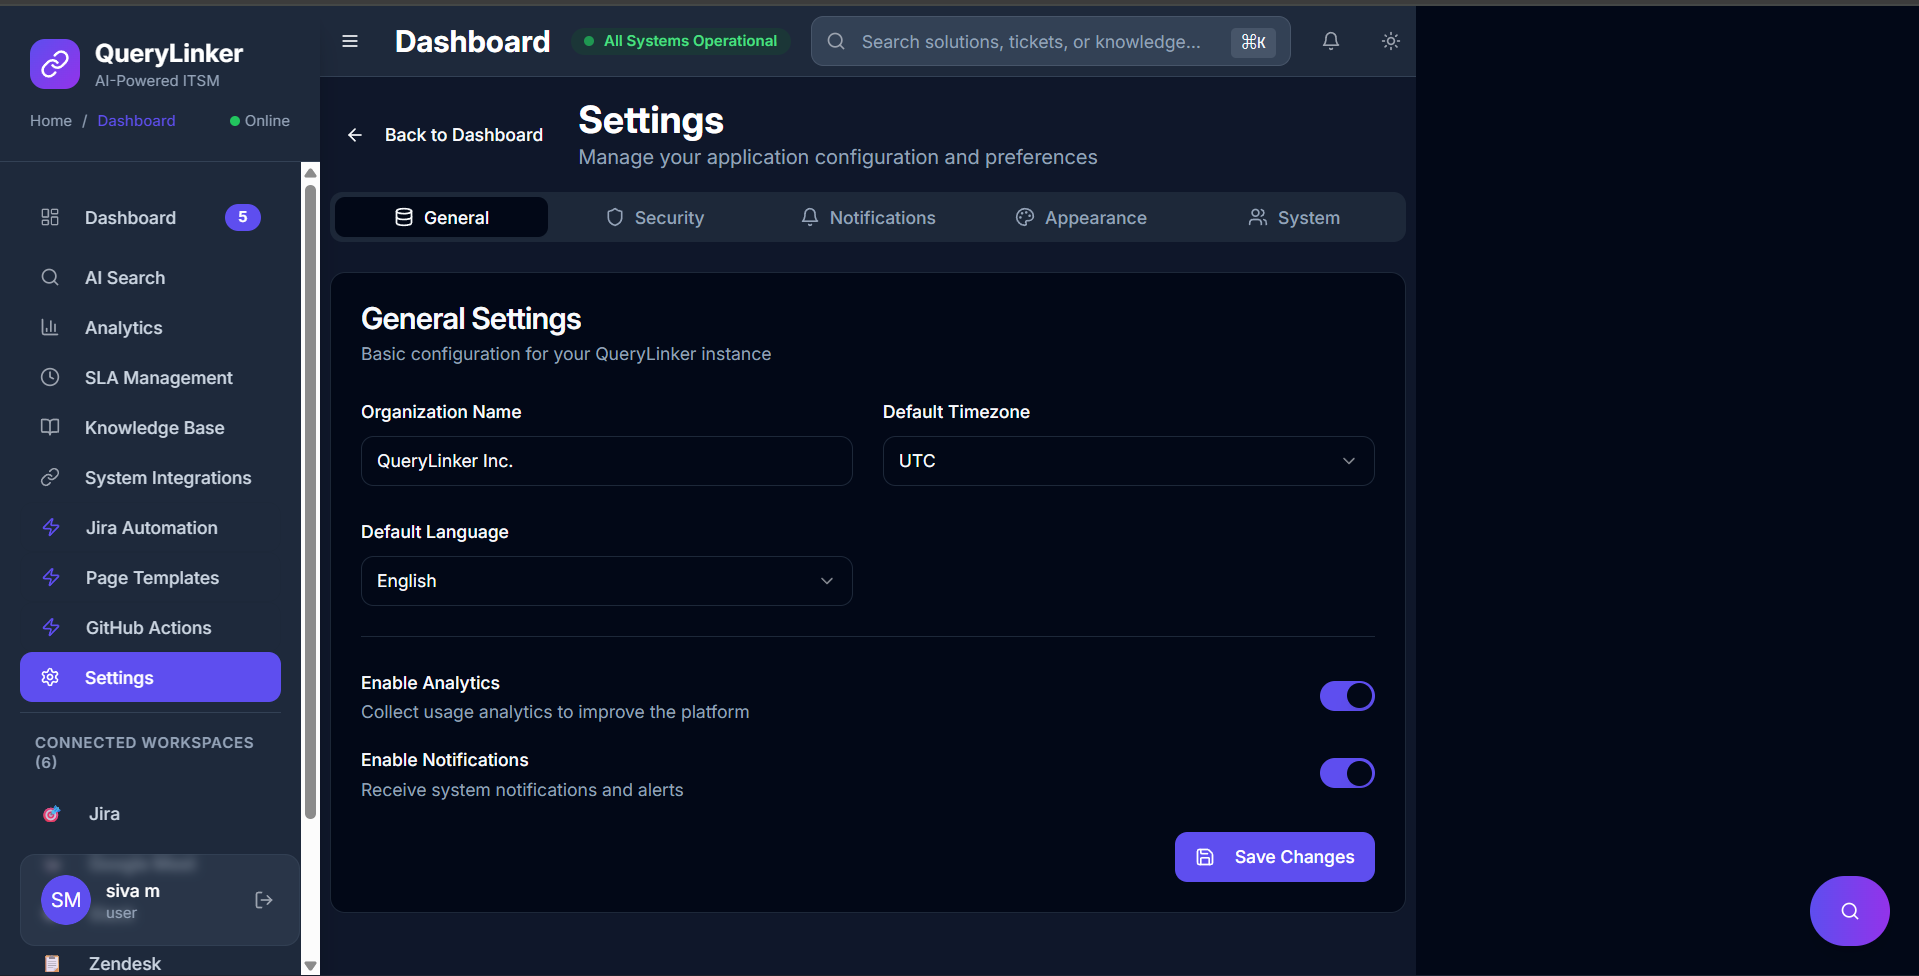 QueryLinker
AI-Powered ITSM
Home / Dashboard
Online
Dashboard 5
AI Search
Analytics
SLA Management
Knowledge Base
System Integrations
Jira Automation
Page Templates
GitHub Actions
Settings
CONNECTED WORKSPACES
(6)
Jira
SM
siva m
user
Zendesk
Dashboard
All Systems Operational
Search solutions, tickets, or knowledge...
⌘K
Back to Dashboard
Settings
Manage your application configuration and preferences
General
Security
Notifications
Appearance
System
General Settings
Basic configuration for your QueryLinker instance
Organization Name
QueryLinker Inc.
Default Timezone
UTC
Default Language
English
Enable Analytics
Collect usage analytics to improve the platform
Enable Notifications
Receive system notifications and alerts
Save Changes